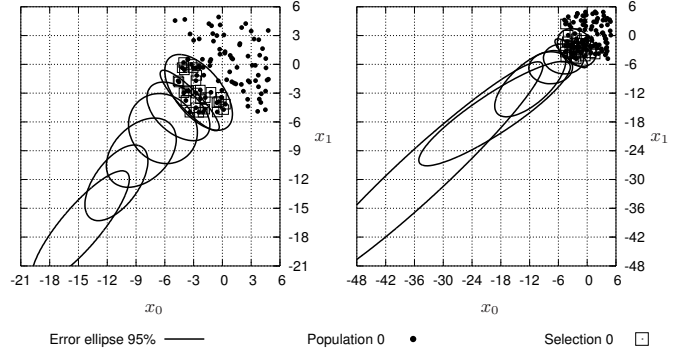 6
3
0
-3
-6
-9
-12
-15
-18
-21
x1
-21 -18 -15 -12 -9 -6 -3 0 3 6
x0
6
0
-6
-12
-18
-24
-30
-36
-42
-48
x1
-48 -42 -36 -30 -24 -18 -12 -6 0 6
x0
Error ellipse 95% Population 0 Selection 0